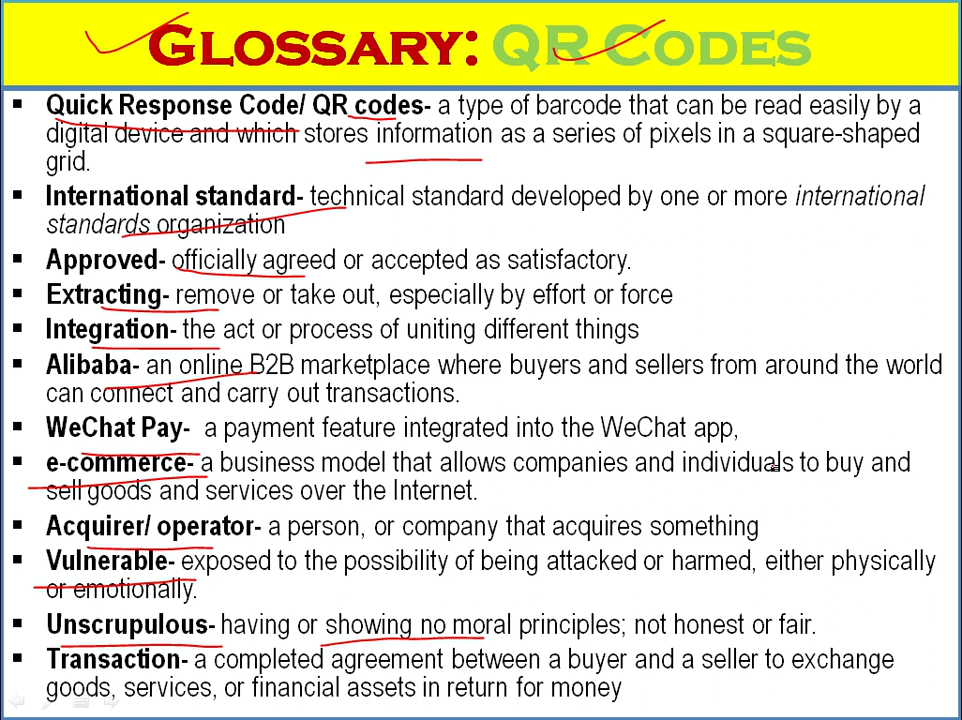 GLOSSARY: QR CODES
▪ Quick Response Code/ QR codes- a type of barcode that can be read easily by a
digital device and which stores information as a series of pixels in a square-shaped
grid.
▪ International standard- technical standard developed by one or more international
standards organization
▪ Approved- officially agreed or accepted as satisfactory.
▪ Extracting- remove or take out, especially by effort or force
▪ Integration- the act or process of uniting different things
▪ Alibaba- an online B2B marketplace where buyers and sellers from around the world
can connect and carry out transactions.
▪ WeChat Pay- a payment feature integrated into the WeChat app,
▪ e-commerce- a business model that allows companies and individuals to buy and
sell goods and services over the Internet.
▪ Acquirer/ operator- a person, or company that acquires something
▪ Vulnerable- exposed to the possibility of being attacked or harmed, either physically
or emotionally.
▪ Unscrupulous- having or showing no moral principles; not honest or fair.
▪ Transaction- a completed agreement between a buyer and a seller to exchange
goods, services, or financial assets in return for money